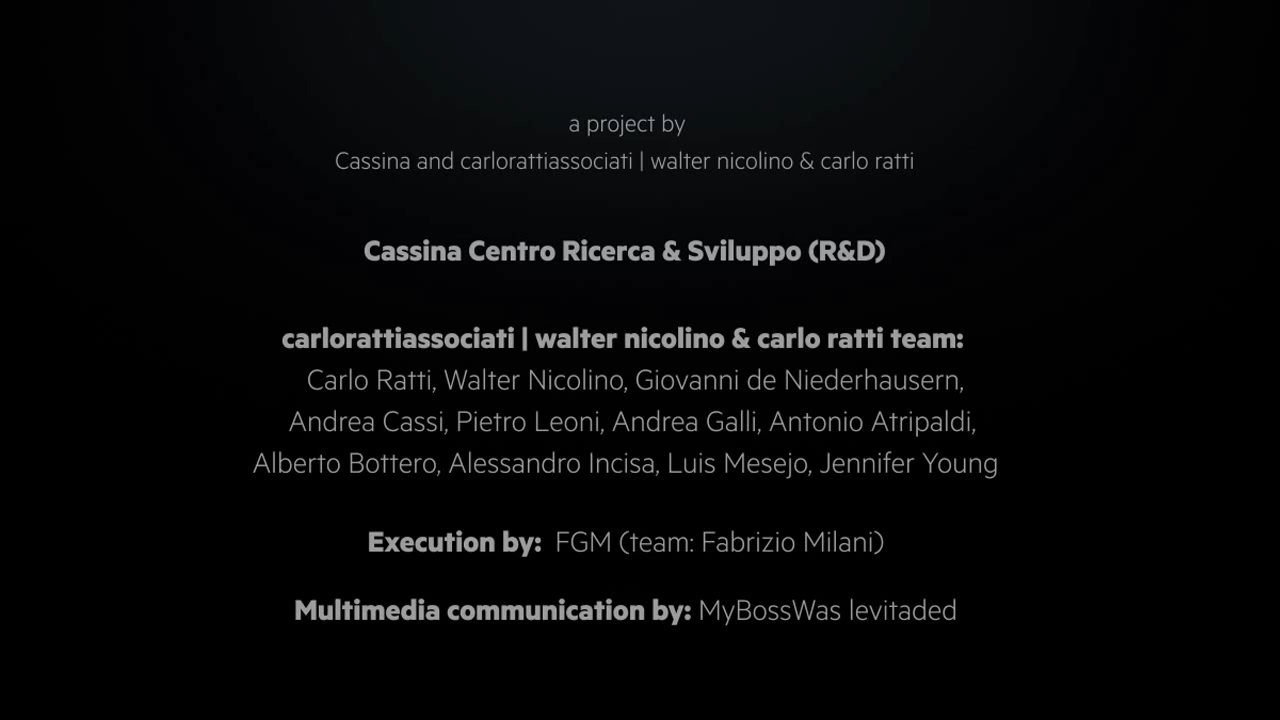 a project by
Cassina and carlorattiassociati | walter nicolino & carlo ratti
Cassina Centro Ricerca & Sviluppo (R&D)
carlorattiassociati | walter nicolino & carlo ratti team:
Carlo Ratti, Walter Nicolino, Giovanni de Niederhausern,
Andrea Cassi, Pietro Leoni, Andrea Galli, Antonio Atripaldi,
Alberto Bottero, Alessandro Incisa, Luis Mesejo, Jennifer Young
Execution by: FGM (team: Fabrizio Milani)
Multimedia communication by: MyBossWas levitaded